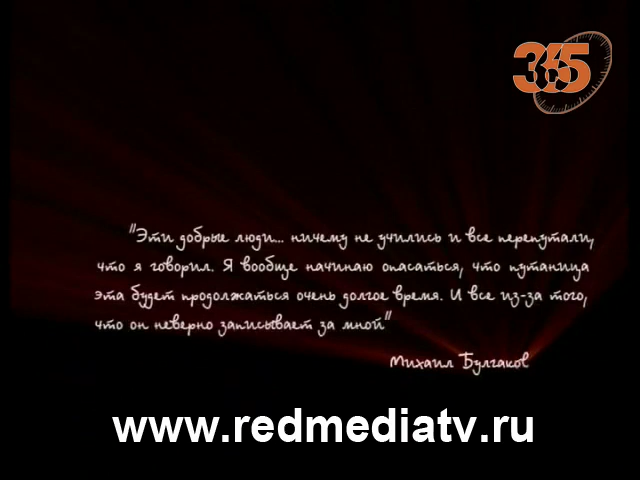 365
"Эти добрые люди... ничему не учились и все перепутали,
что я говорил. Я вообще начинаю опасаться, что путаница
эта будет продолжаться очень долгое время. И все из-за того,
что он неверно записывает за мной"
Михаил Булгаков
www.redmediatv.ru